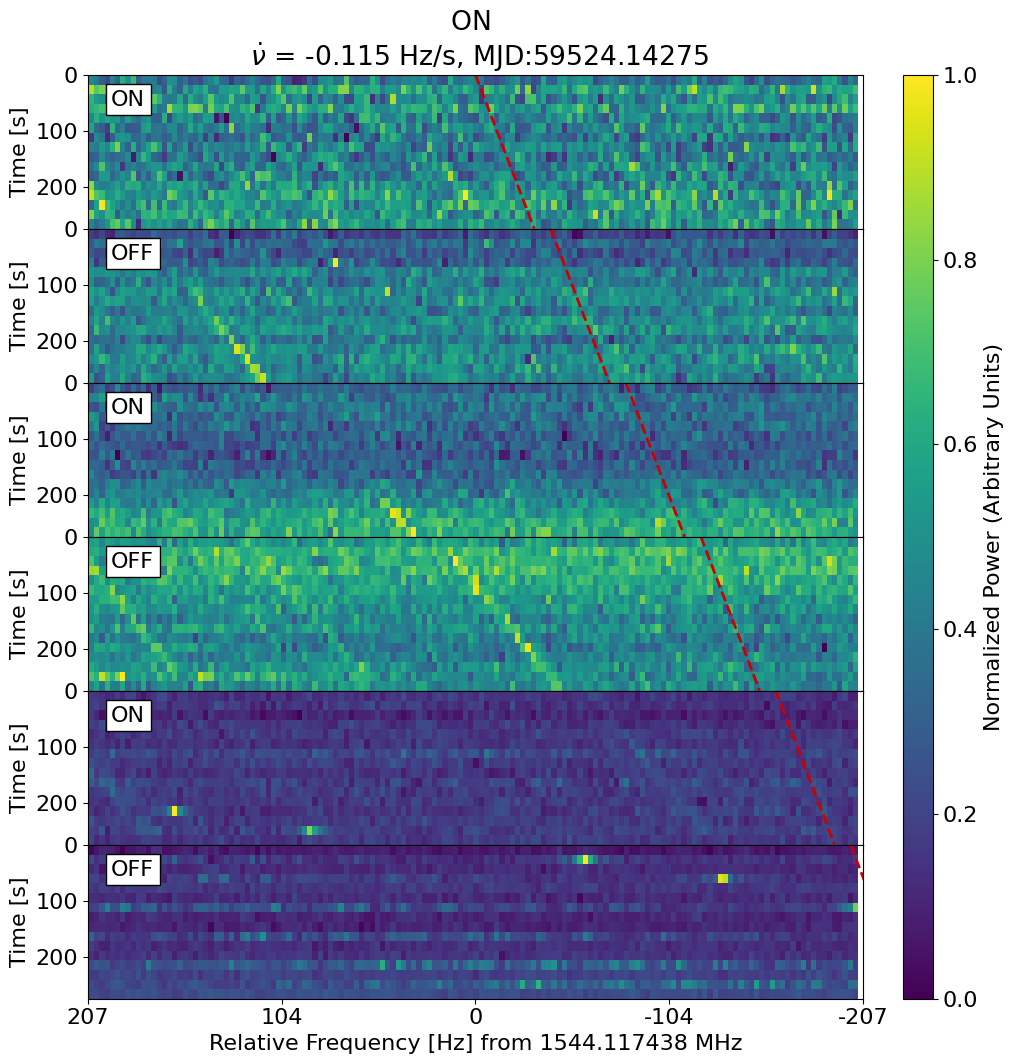 ON
ν̇ = -0.115 Hz/s, MJD:59524.14275
0
100
200
Time [s]
ON
0
100
200
Time [s]
OFF
0
100
200
Time [s]
ON
0
100
200
Time [s]
OFF
0
100
200
Time [s]
ON
0
100
200
Time [s]
OFF
207 104 0 -104 -207
Relative Frequency [Hz] from 1544.117438 MHz
1.0
0.8
0.6
0.4
0.2
0.0
Normalized Power (Arbitrary Units)